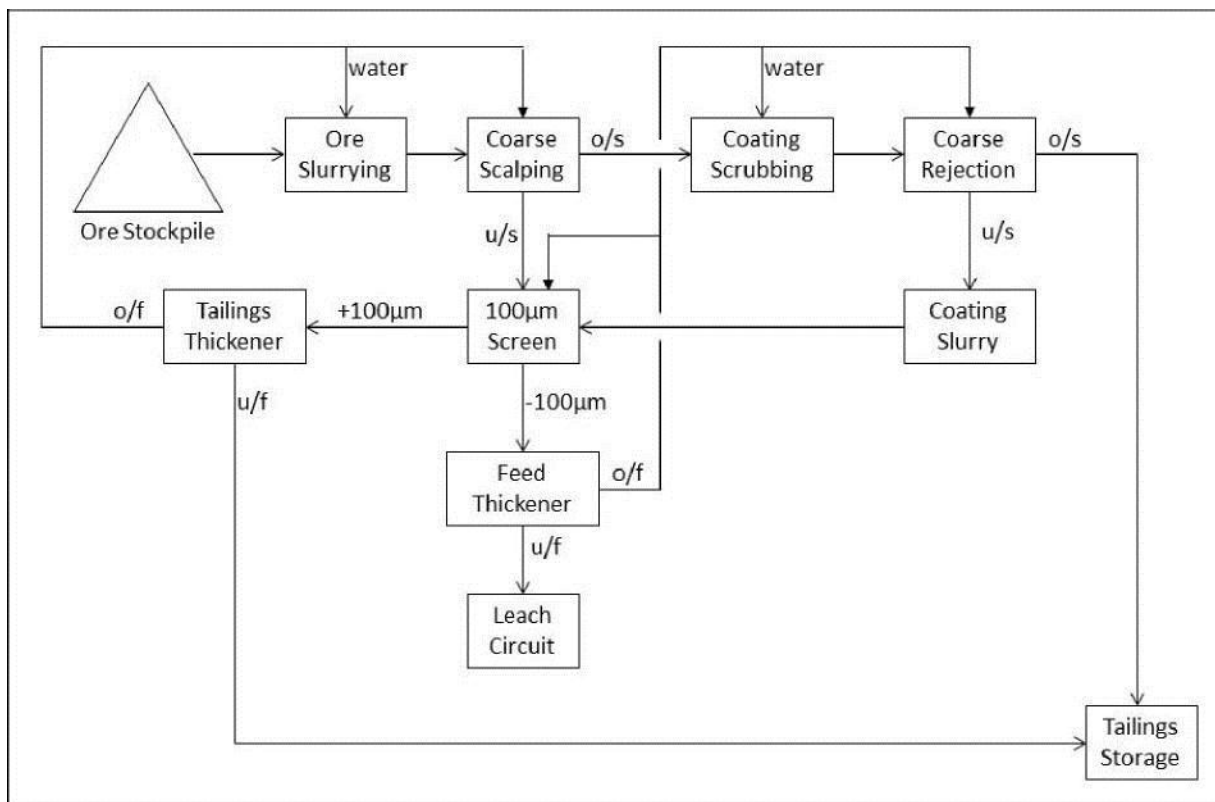 water
water
Ore
Slurrying
Coarse
Scalping
o/s
Coating
Scrubbing
Coarse
Rejection
o/s
Ore Stockpile
u/s
u/s
o/f
Tailings
Thickener
+100µm
100µm
Screen
Coating
Slurry
u/f
-100µm
Feed
Thickener
o/f
u/f
Leach
Circuit
Tailings
Storage